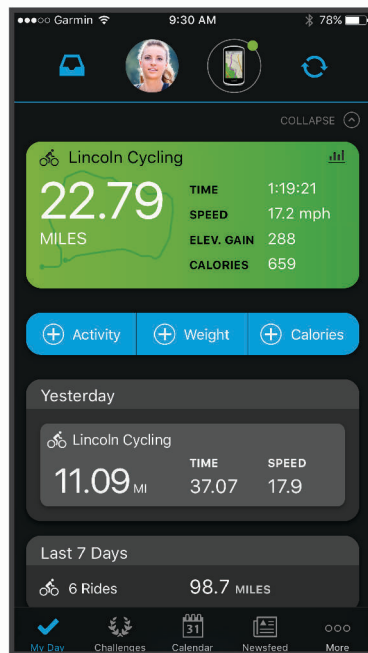 Garmin 9:30 AM 78%
COLLAPSE
Lincoln Cycling
22.79
MILES
TIME 1:19:21
SPEED 17.2 mph
ELEV. GAIN 288
CALORIES 659
Activity Weight Calories
Yesterday
Lincoln Cycling
11.09 MI
TIME SPEED
37.07 17.9
Last 7 Days
6 Rides 98.7 MILES
31
My Day Challenges Calendar Newsfeed More